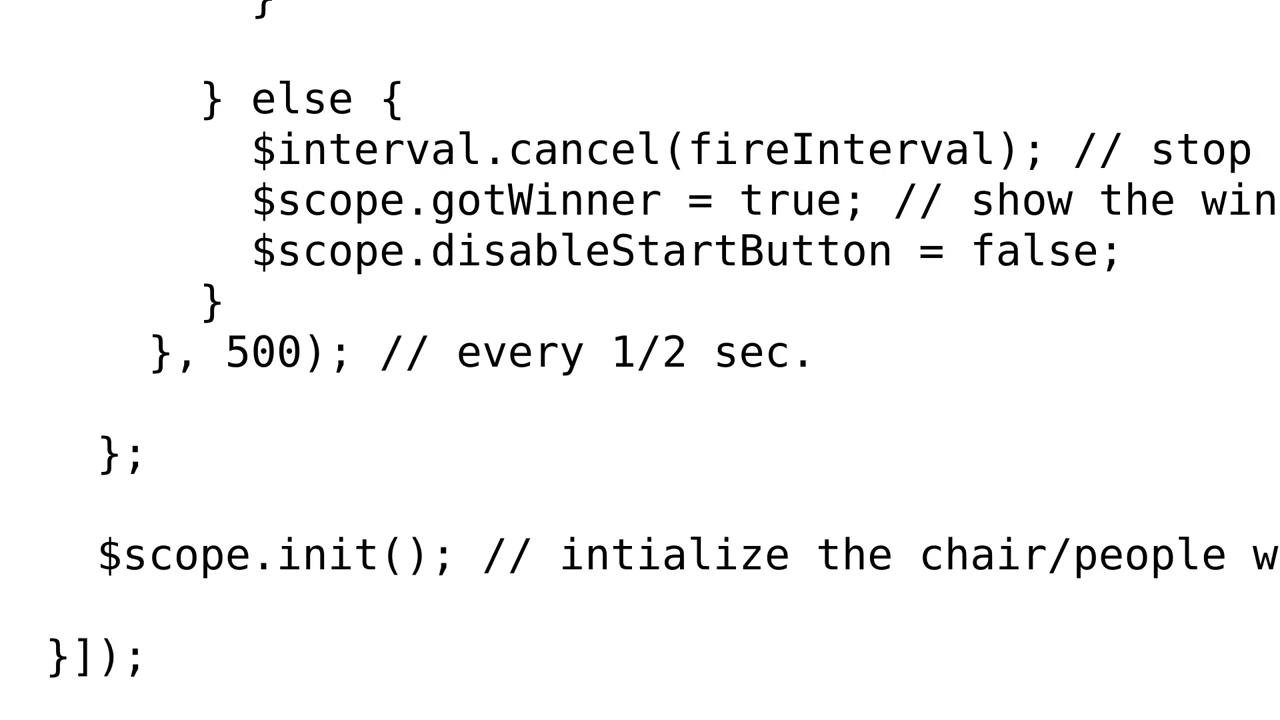 }
} else {
$interval.cancel(fireInterval); // stop
$scope.gotWinner = true; // show the win
$scope.disableStartButton = false;
}
}, 500); // every 1/2 sec.
};
$scope.init(); // intialize the chair/people w
}]);